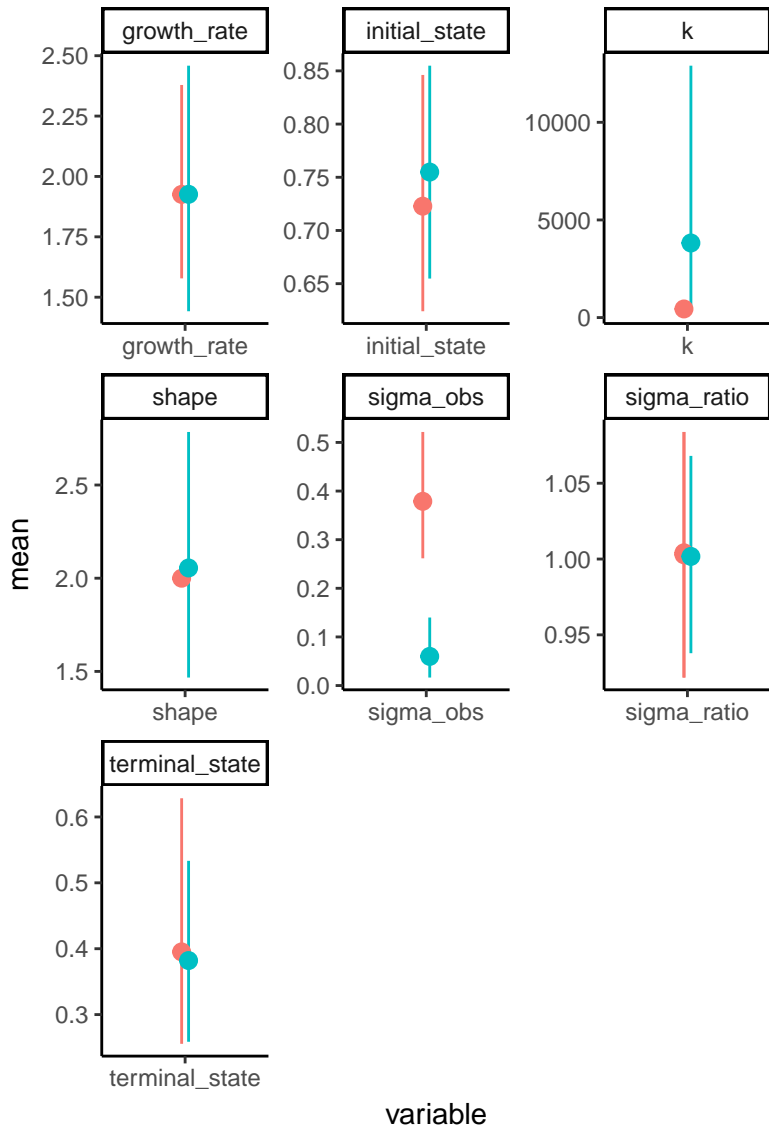 growth_rate
initial_state
k
2.50
2.25
2.00
1.75
1.50
0.85
0.80
0.75
0.70
0.65
10000
5000
0
growth_rate
initial_state
k
shape
sigma_obs
sigma_ratio
2.5
2.0
1.5
0.5
0.4
0.3
0.2
0.1
0.0
1.05
1.00
0.95
shape
sigma_obs
sigma_ratio
mean
terminal_state
0.6
0.5
0.4
0.3
terminal_state
variable